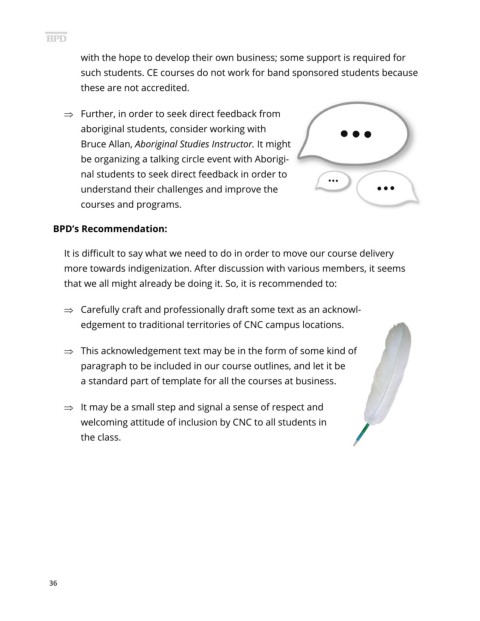 BPD
with the hope to develop their own business; some support is required for
such students. CE courses do not work for band sponsored students because
these are not accredited.
⇒ Further, in order to seek direct feedback from
aboriginal students, consider working with
Bruce Allan, Aboriginal Studies Instructor. It might
be organizing a talking circle event with Aborigi-
nal students to seek direct feedback in order to
understand their challenges and improve the
courses and programs.
BPD’s Recommendation:
It is difficult to say what we need to do in order to move our course delivery
more towards indigenization. After discussion with various members, it seems
that we all might already be doing it. So, it is recommended to:
⇒ Carefully craft and professionally draft some text as an acknowl-
edgement to traditional territories of CNC campus locations.
⇒ This acknowledgement text may be in the form of some kind of
paragraph to be included in our course outlines, and let it be
a standard part of template for all the courses at business.
⇒ It may be a small step and signal a sense of respect and
welcoming attitude of inclusion by CNC to all students in
the class.
36